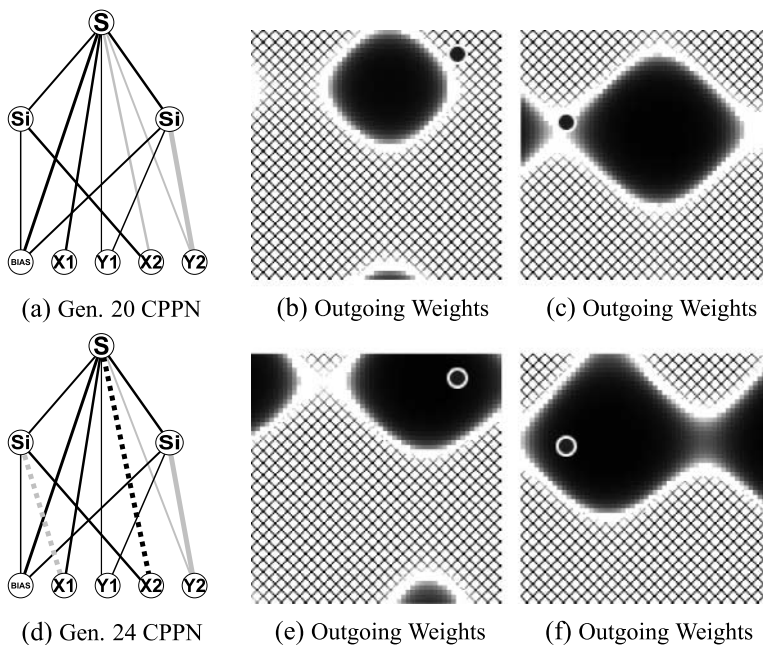 S
Si Si
BIAS X1 Y1 X2 Y2
(a) Gen. 20 CPPN (b) Outgoing Weights (c) Outgoing Weights
S
Si Si
BIAS X1 Y1 X2 Y2
(d) Gen. 24 CPPN (e) Outgoing Weights (f) Outgoing Weights